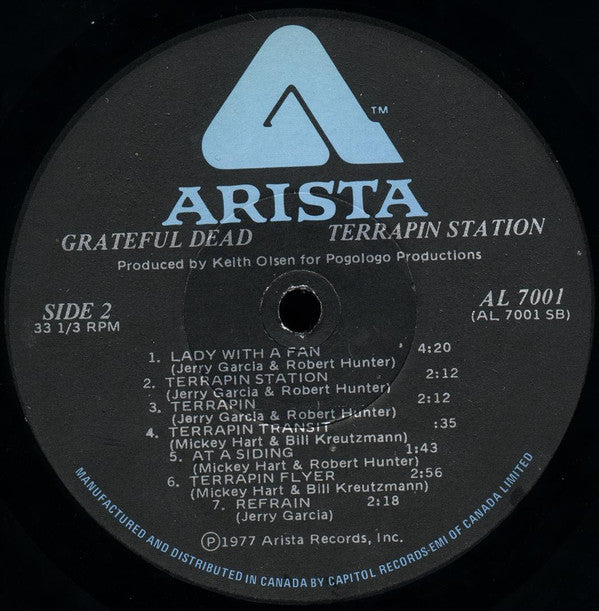 ™
ARISTA
GRATEFUL DEAD TERRAPIN STATION
Produced by Keith Olsen for Pogologo Productions
SIDE 2 AL 7001
33 1/3 RPM (AL 7001 SB)
1. LADY WITH A FAN 4:20
(Jerry Garcia & Robert Hunter)
2. TERRAPIN STATION 2:12
(Jerry Garcia & Robert Hunter)
3. TERRAPIN 2:12
(Jerry Garcia & Robert Hunter)
4. TERRAPIN TRANSIT :35
(Mickey Hart & Bill Kreutzmann)
5. AT A SIDING 1:43
(Mickey Hart & Robert Hunter)
6. TERRAPIN FLYER 2:56
(Mickey Hart & Bill Kreutzmann)
7. REFRAIN 2:18
(Jerry Garcia)
Ⓟ1977 Arista Records, Inc.
MANUFACTURED AND DISTRIBUTED IN CANADA BY CAPITOL RECORDS-EMI OF CANADA LIMITED